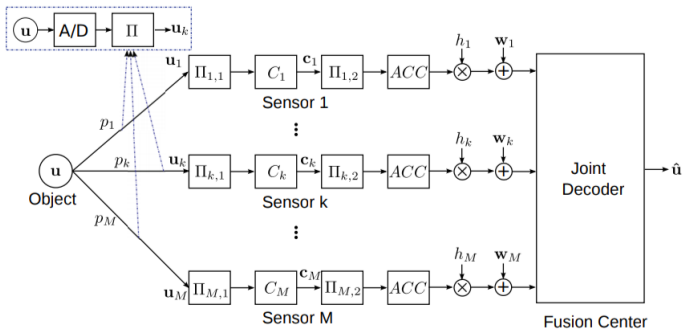 u A/D Π u_k
u_1 Π_{1,1} C_1 c_1 Π_{1,2} ACC h_1 w_1
Sensor 1
p_1
u Object
p_k u_k Π_{k,1} C_k c_k Π_{k,2} ACC h_k w_k
Sensor k
p_M
u_M Π_{M,1} C_M c_M Π_{M,2} ACC h_M w_M
Sensor M
Joint
Decoder
û
Fusion Center